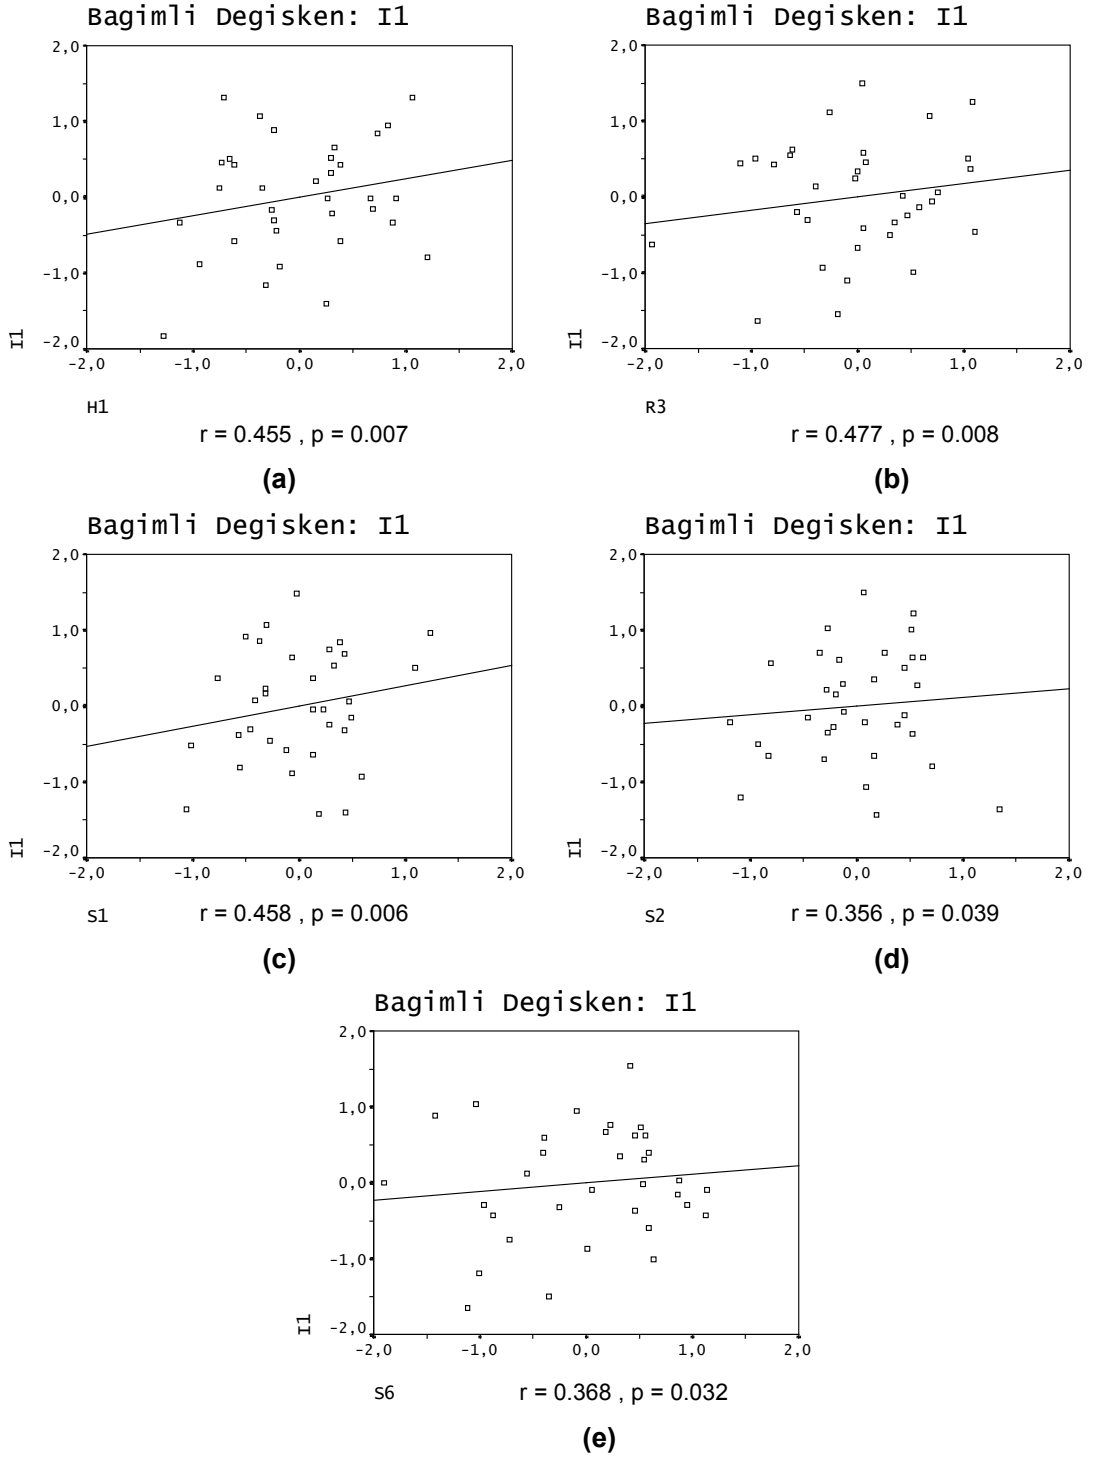 Bagimli Degisken: I1
2,0
1,0
0,0
-1,0
-2,0
I1
-2,0 -1,0 0,0 1,0 2,0
H1
r = 0.455 , p = 0.007
(a)
Bagimli Degisken: I1
2,0
1,0
0,0
-1,0
-2,0
I1
-2,0 -1,0 0,0 1,0 2,0
R3
r = 0.477 , p = 0.008
(b)
Bagimli Degisken: I1
2,0
1,0
0,0
-1,0
-2,0
I1
-2,0 -1,0 0,0 1,0 2,0
S1 r = 0.458 , p = 0.006
(c)
Bagimli Degisken: I1
2,0
1,0
0,0
-1,0
-2,0
I1
-2,0 -1,0 0,0 1,0 2,0
S2 r = 0.356 , p = 0.039
(d)
Bagimli Degisken: I1
2,0
1,0
0,0
-1,0
-2,0
I1
-2,0 -1,0 0,0 1,0 2,0
S6 r = 0.368 , p = 0.032
(e)